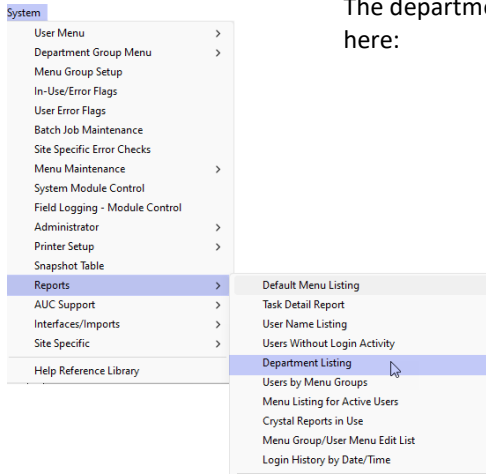 The departme
here:
System
User Menu
Department Group Menu
Menu Group Setup
In-Use/Error Flags
User Error Flags
Batch Job Maintenance
Site Specific Error Checks
Menu Maintenance
System Module Control
Field Logging - Module Control
Administrator
Printer Setup
Snapshot Table
Reports
AUC Support
Interfaces/Imports
Site Specific
Help Reference Library
Default Menu Listing
Task Detail Report
User Name Listing
Users Without Login Activity
Department Listing
Users by Menu Groups
Menu Listing for Active Users
Crystal Reports in Use
Menu Group/User Menu Edit List
Login History by Date/Time